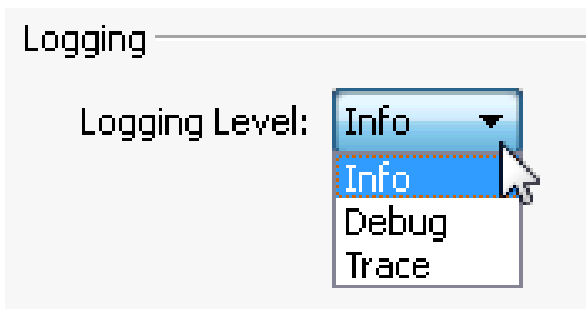 Logging
Logging Level: Info
Info
Debug
Trace